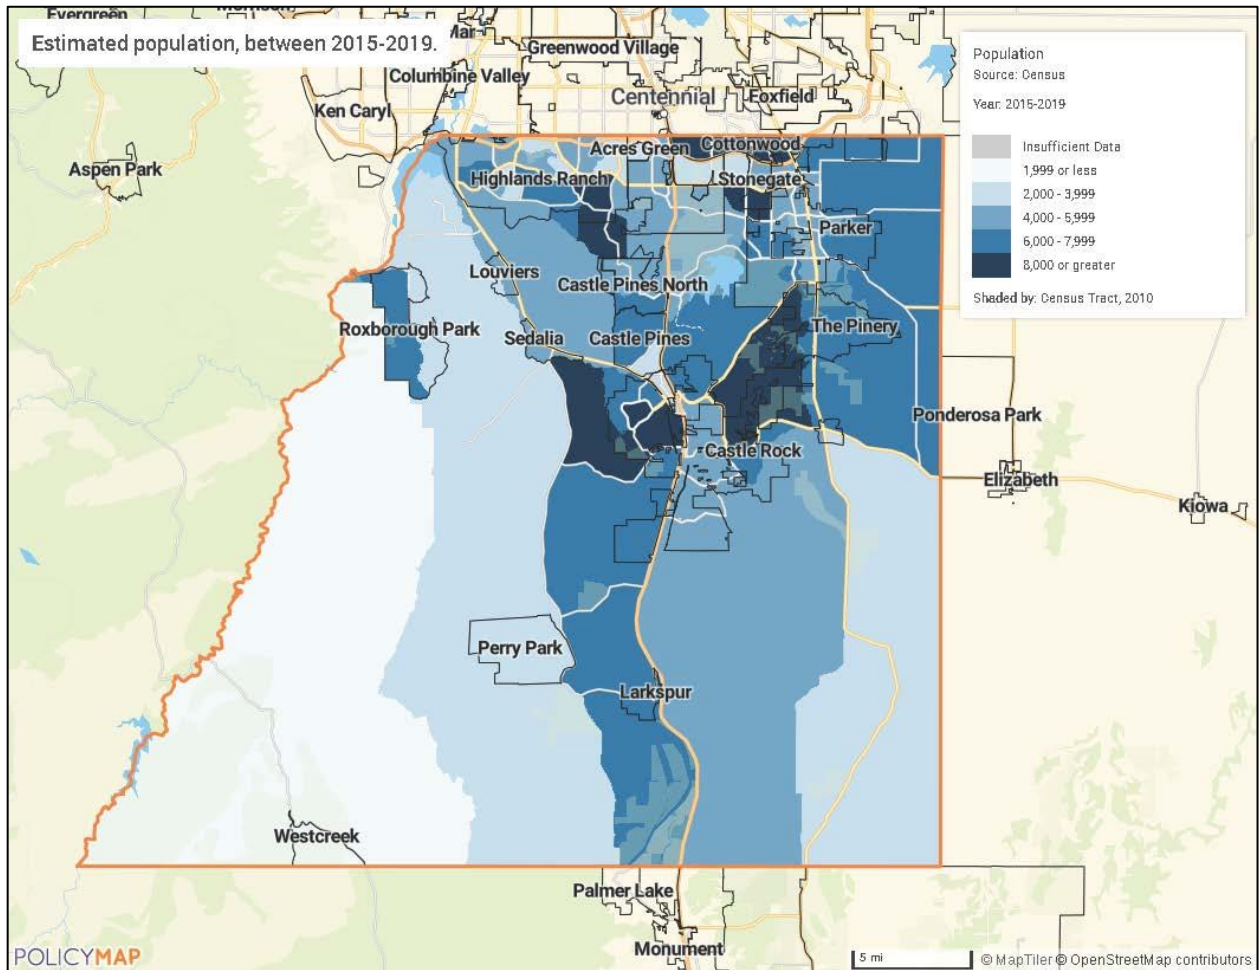 Evergreen
Morrison
Mar
Estimated population, between 2015-2019.
Greenwood Village
Columbine Valley
Centennial
Foxfield
Ken Caryl
Population
Source: Census
Year: 2015-2019
Insufficient Data
1,999 or less
2,000 - 3,999
4,000 - 5,999
6,000 - 7,999
8,000 or greater
Shaded by: Census Tract, 2010
Acres Green
Cottonwood
Aspen Park
Highlands Ranch
Stonegate
Parker
Louviers
Castle Pines North
Roxborough Park
The Pinery
Sedalia
Castle Pines
Ponderosa Park
Castle Rock
Elizabeth
Kiowa
Perry Park
Larkspur
Westcreek
Palmer Lake
Monument
POLICYMAP
5 mi
© MapTiler © OpenStreetMap contributors